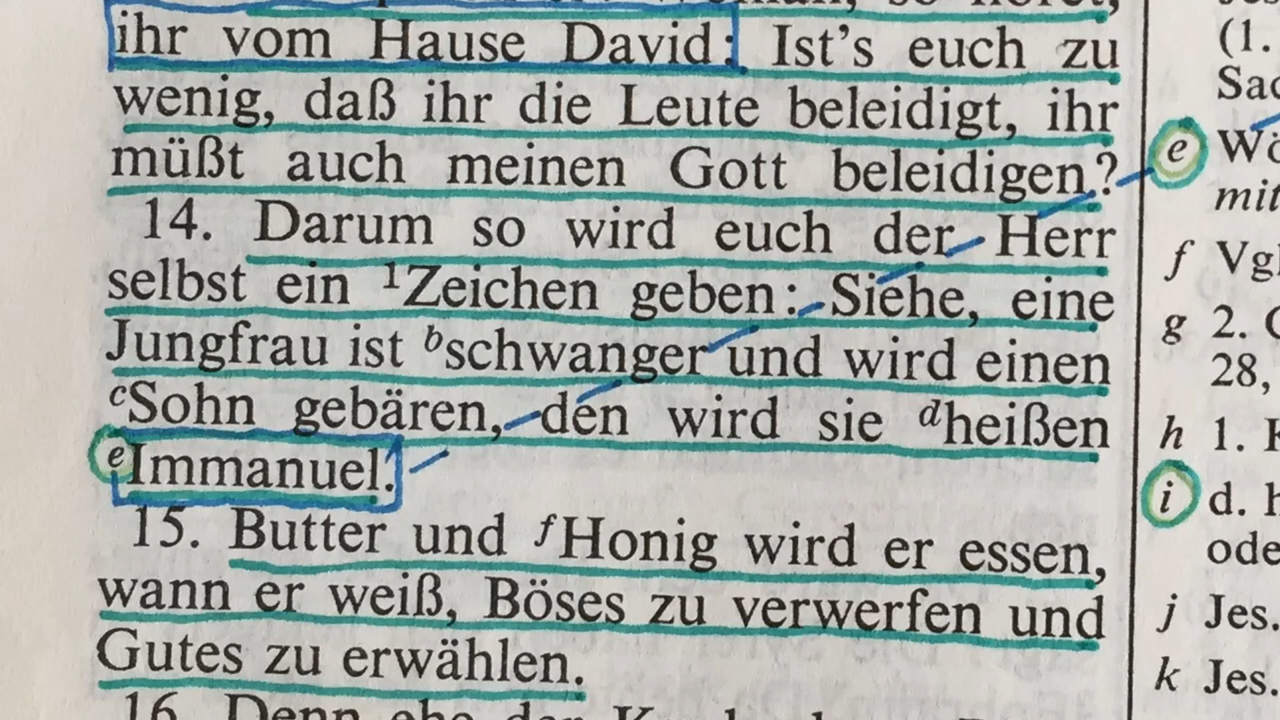 ihr vom Hause David: Ist's euch zu
wenig, daß ihr die Leute beleidigt, ihr
müßt auch meinen Gott beleidigen?
14. Darum so wird euch der Herr
selbst ein ¹Zeichen geben: Siehe, eine
Jungfrau ist ᵇschwanger und wird einen
ᶜSohn gebären, den wird sie ᵈheißen
ᵉImmanuel.
15. Butter und ᶠHonig wird er essen,
wann er weiß, Böses zu verwerfen und
Gutes zu erwählen.
16. Denn ehe der
(1.
e
mit
f Vgl
g 2.
28,
h 1.
i d. h
ode
j Jes.
k Jes.